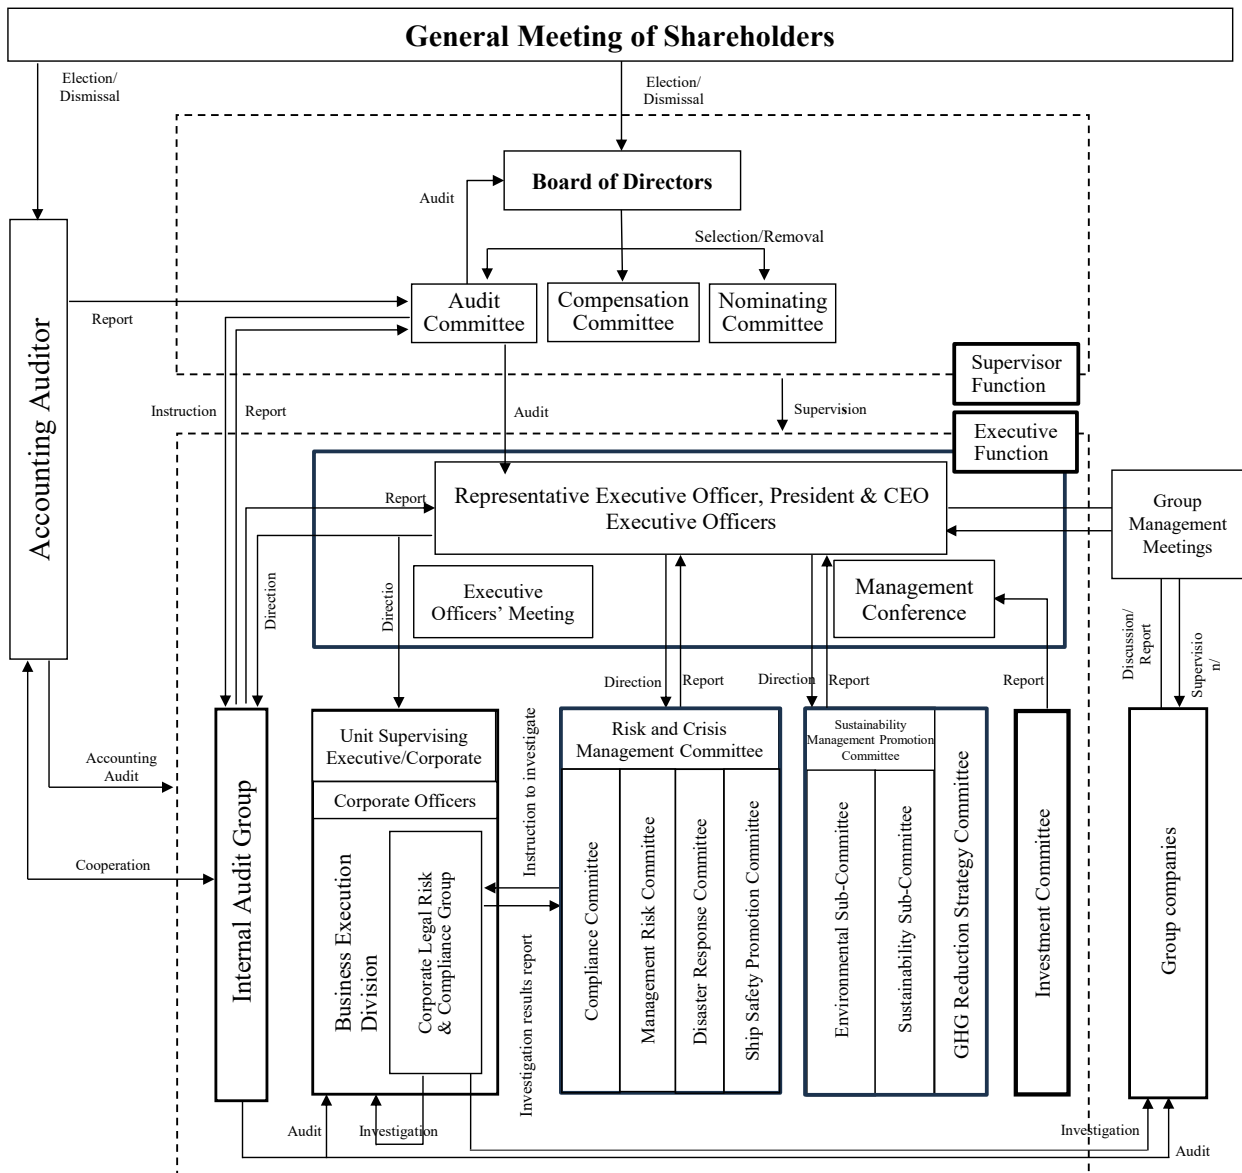 General Meeting of Shareholders
Election/
Dismissal
Election/
Dismissal
Board of Directors
Audit
Selection/Removal
Audit
Committee
Compensation
Committee
Nominating
Committee
Report
Accounting Auditor
Supervisor
Function
Instruction
Report
Audit
Supervision
Executive
Function
Representative Executive Officer, President & CEO
Executive Officers
Report
Group
Management
Meetings
Executive
Officers’ Meeting
Management
Conference
Direction
Directio
Discussion/
Report
Supervisio
n/
Direction
Report
Direction
Report
Report
Accounting
Audit
Cooperation
Internal Audit Group
Unit Supervising
Executive/Corporate
Corporate Officers
Business Execution
Division
Corporate Legal Risk
& Compliance Group
Instruction to investigate
Investigation results report
Risk and Crisis
Management Committee
Compliance Committee
Management Risk Committee
Disaster Response Committee
Ship Safety Promotion Committee
Sustainability
Management Promotion
Committee
Environmental Sub-Committee
Sustainability Sub-Committee
GHG Reduction Strategy Committee
Investment Committee
Group companies
Audit
Investigation
Investigation
Audit